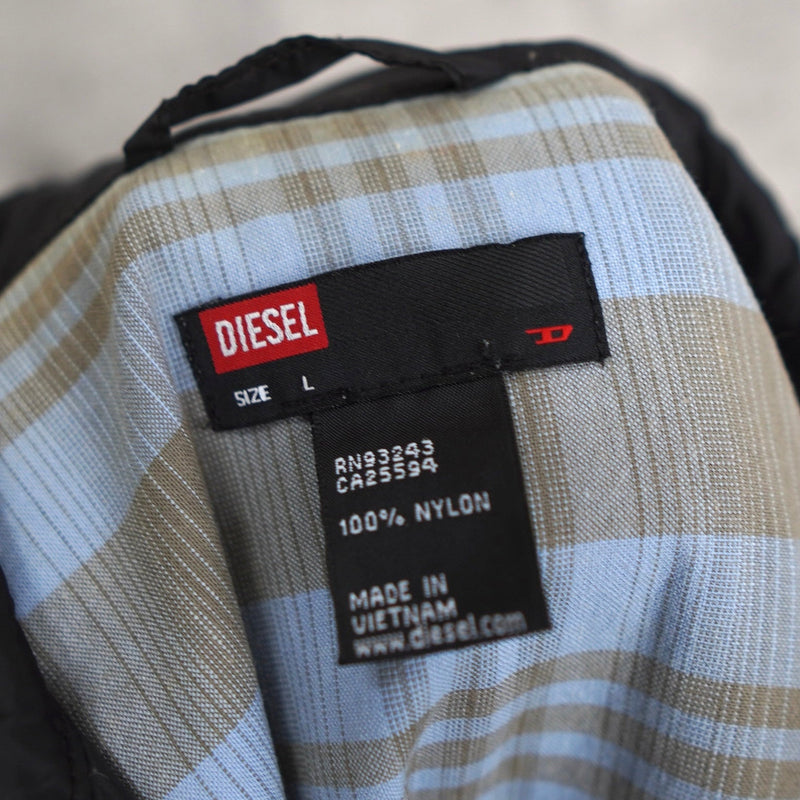 DIESEL
SIZE L
RN93243
CA25594
100% NYLON
MADE IN
VIETNAM
www.diesel.com